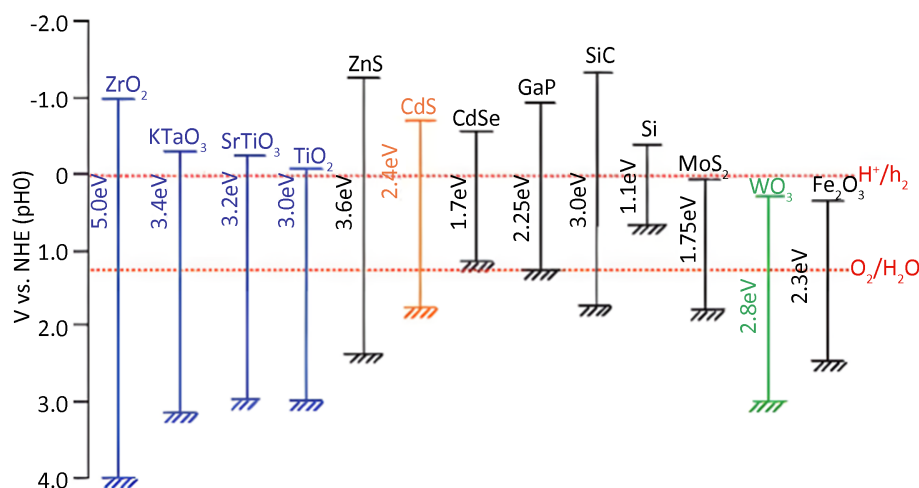 -2.0
-1.0
0
1.0
2.0
3.0
4.0
V vs. NHE (pH0)
ZrO₂
5.0eV
KTaO₃
3.4eV
SrTiO₃
3.2eV
TiO₂
3.0eV
ZnS
3.6eV
CdS
2.4eV
CdSe
1.7eV
GaP
2.25eV
SiC
3.0eV
Si
1.1eV
MoS₂
1.75eV
WO₃
2.8eV
Fe₂O₃
2.3eV
H⁺/h₂
O₂/H₂O